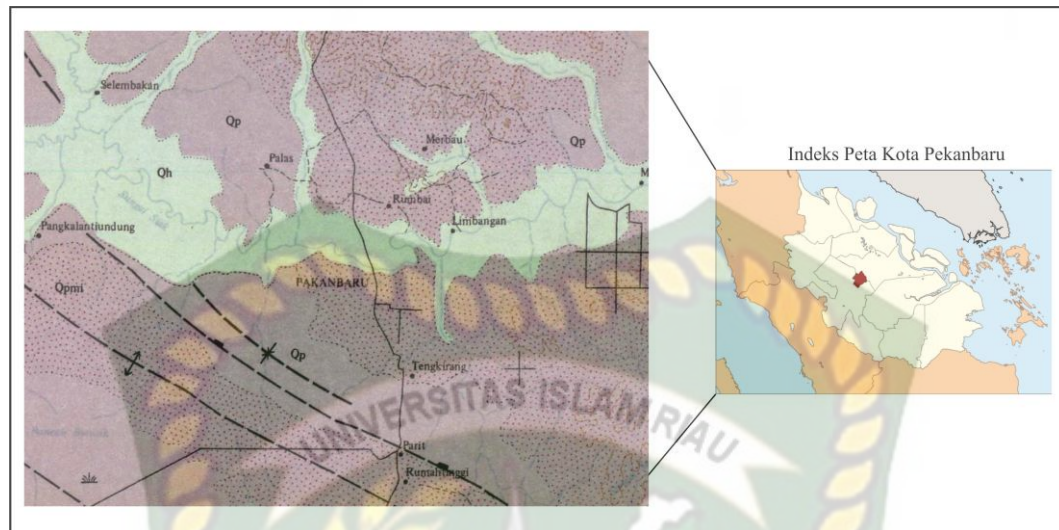 Selembakan
Qp
Merbau
Qp
Palas
Qh
M
Rimbai
Limbangan
Pangkalantiundung
PAKANBARU
Qpmi
Qp
Tengkirang
Parit
Rumahtinggi
Indeks Peta Kota Pekanbaru
UNIVERSITAS ISLAM RIAU